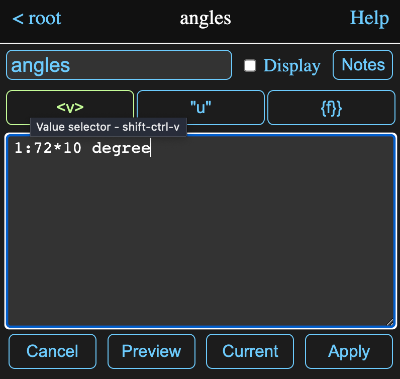 < root angles Help
angles Display Notes
<v> "u" {f}}
Value selector - shift-ctrl-v
1:72*10 degree
Cancel Preview Current Apply